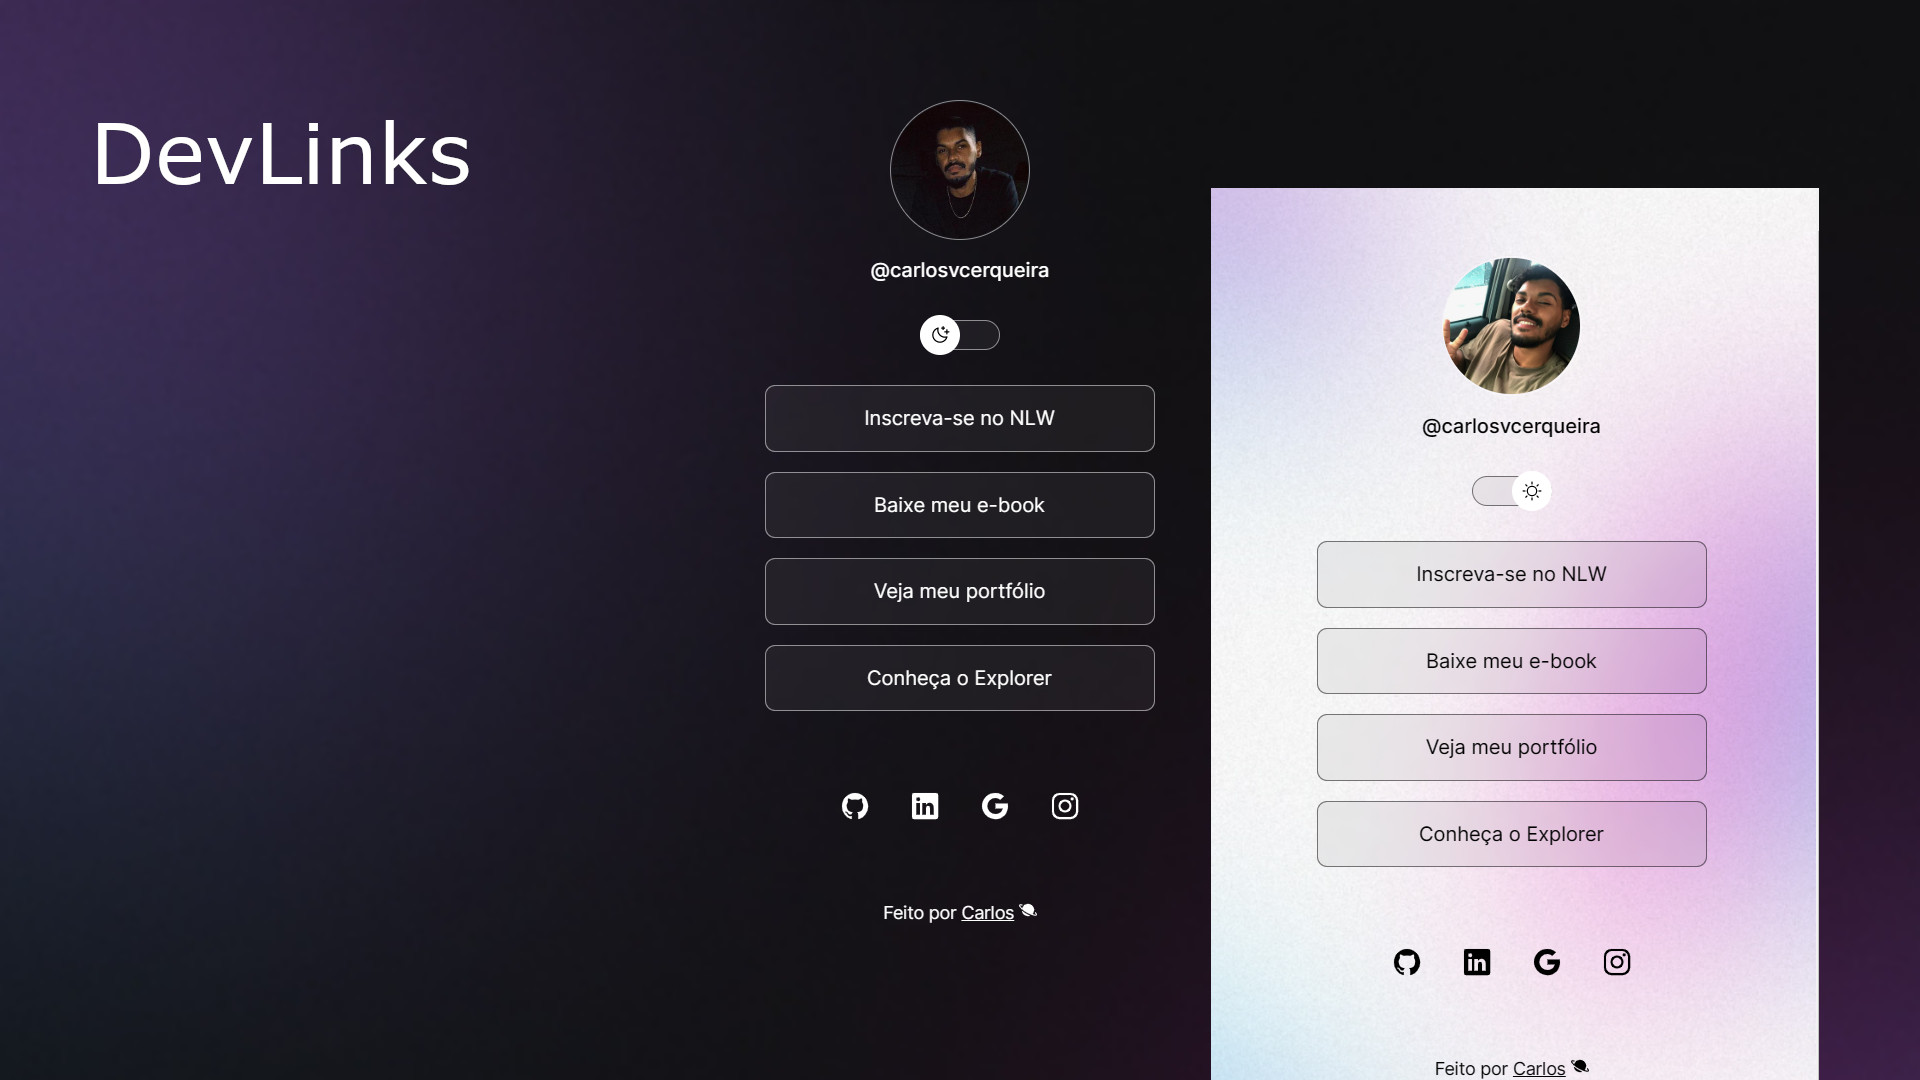 DevLinks
@carlosvcerqueira
Inscreva-se no NLW
Baixe meu e-book
Veja meu portfólio
Conheça o Explorer
Feito por Carlos
@carlosvcerqueira
Inscreva-se no NLW
Baixe meu e-book
Veja meu portfólio
Conheça o Explorer
Feito por Carlos